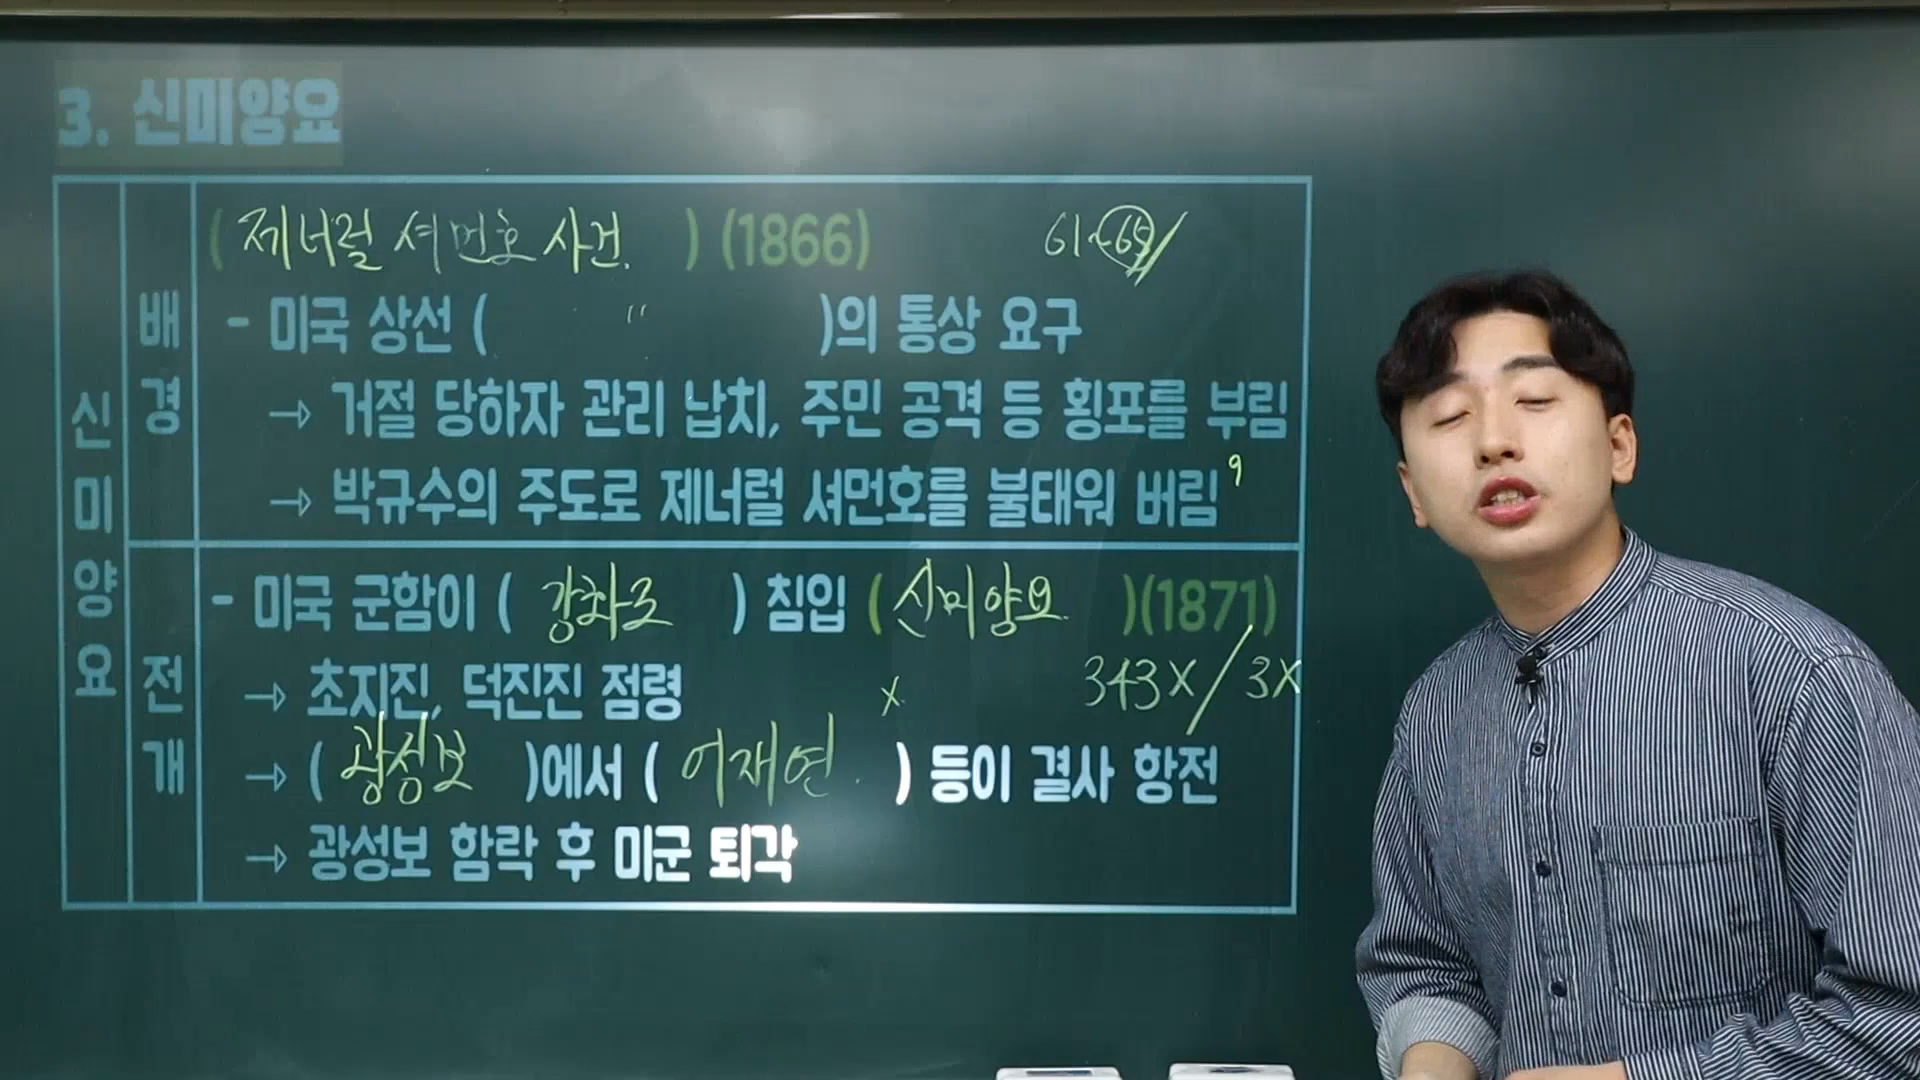 3. 신미양요
신미양요
배경
(제너럴 셔먼호 사건.) (1866) 61~65
- 미국 상선 ( " )의 통상 요구
→ 거절 당하자 관리 납치, 주민 공격 등 횡포를 부림
→ 박규수의 주도로 제너럴 셔먼호를 불태워 버림 9
전개
- 미국 군함이 ( 강화도 ) 침입 ( 신미양요. )(1871)
→ 초지진, 덕진진 점령 x 343x / 3x
→ ( 광성보 )에서 ( 어재연. ) 등이 결사 항전
→ 광성보 함락 후 미군 퇴각